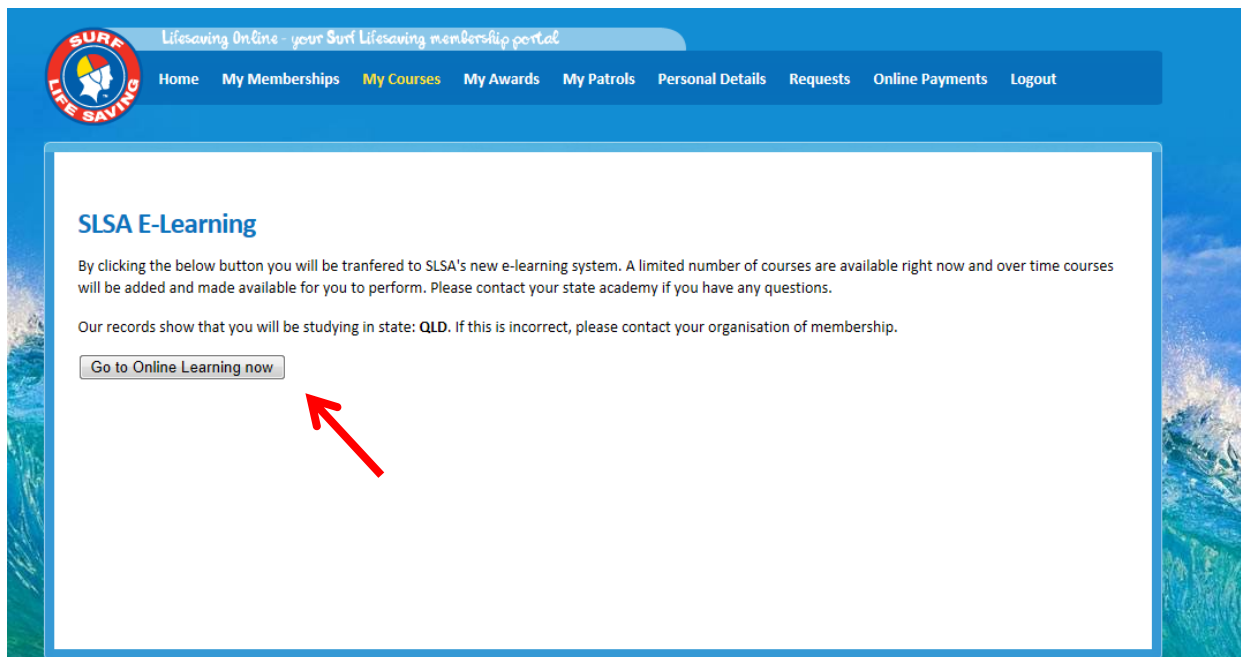 SURF
LIFE SAVING
Lifesaving Online - your Surf Lifesaving membership portal
Home My Memberships My Courses My Awards My Patrols Personal Details Requests Online Payments Logout
SLSA E-Learning
By clicking the below button you will be tranfered to SLSA's new e-learning system. A limited number of courses are available right now and over time courses
will be added and made available for you to perform. Please contact your state academy if you have any questions.
Our records show that you will be studying in state: QLD. If this is incorrect, please contact your organisation of membership.
Go to Online Learning now